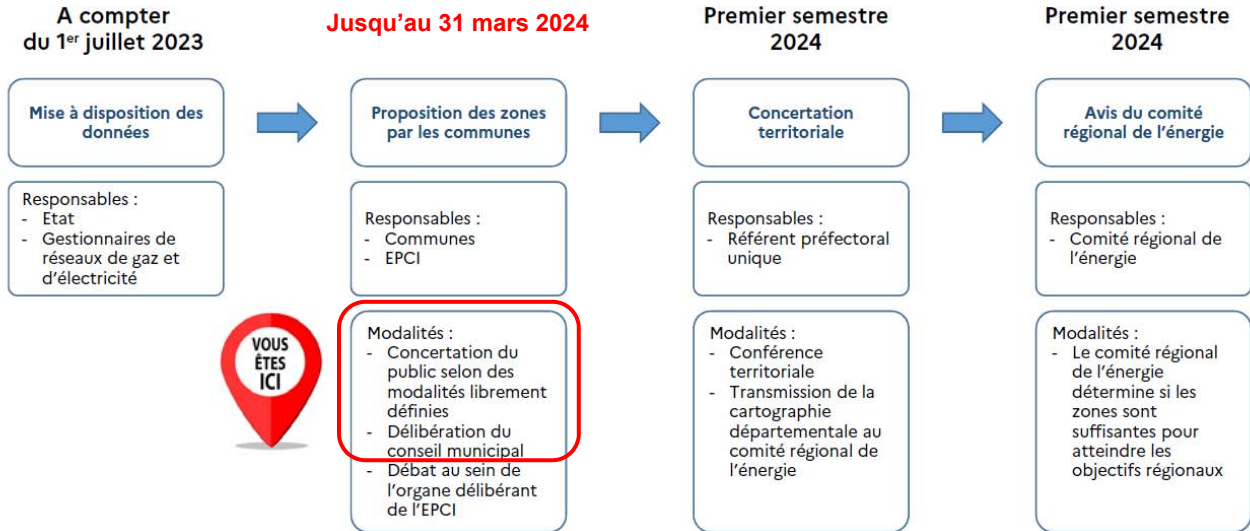 A compter
du 1er juillet 2023
Jusqu’au 31 mars 2024
Premier semestre
2024
Premier semestre
2024
Mise à disposition des
données
Proposition des zones
par les communes
Concertation
territoriale
Avis du comité
régional de l’énergie
Responsables :
- Etat
- Gestionnaires de
réseaux de gaz et
d’électricité
Responsables :
- Communes
- EPCI
Responsables :
- Référent préfectoral
unique
Responsables :
- Comité régional de
l’énergie
VOUS
ÊTES
ICI
Modalités :
- Concertation du
public selon des
modalités librement
définies
- Délibération du
conseil municipal
- Débat au sein de
l’organe délibérant
de l’EPCI
Modalités :
- Conférence
territoriale
- Transmission de la
cartographie
départementale au
comité régional de
l’énergie
Modalités :
- Le comité régional
de l’énergie
détermine si les
zones sont
suffisantes pour
atteindre les
objectifs régionaux